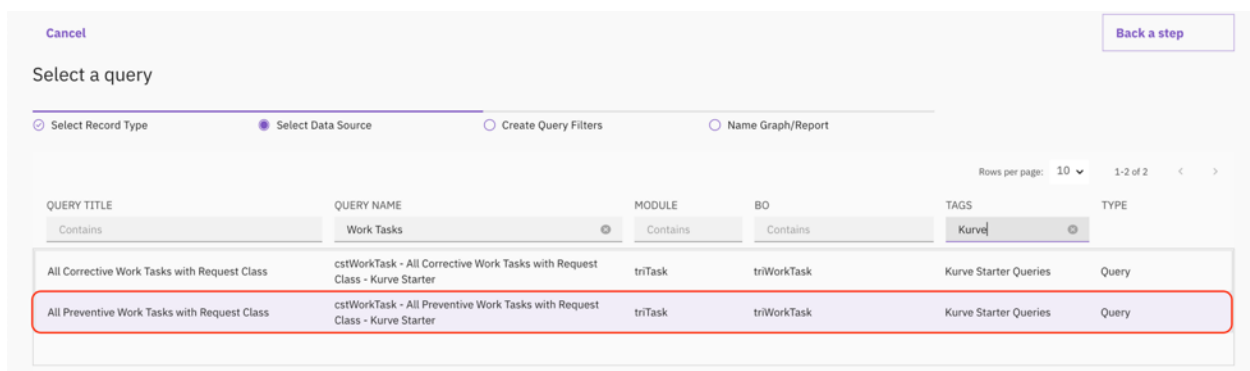 Cancel
Back a step
Select a query
Select Record Type
Select Data Source
Create Query Filters
Name Graph/Report
Rows per page: 10 1-2 of 2
QUERY TITLE QUERY NAME MODULE BO TAGS TYPE
Contains Work Tasks Contains Contains Kurve
All Corrective Work Tasks with Request Class
cstWorkTask - All Corrective Work Tasks with Request
Class - Kurve Starter
triTask
triWorkTask
Kurve Starter Queries
Query
All Preventive Work Tasks with Request Class
cstWorkTask - All Preventive Work Tasks with Request
Class - Kurve Starter
triTask
triWorkTask
Kurve Starter Queries
Query